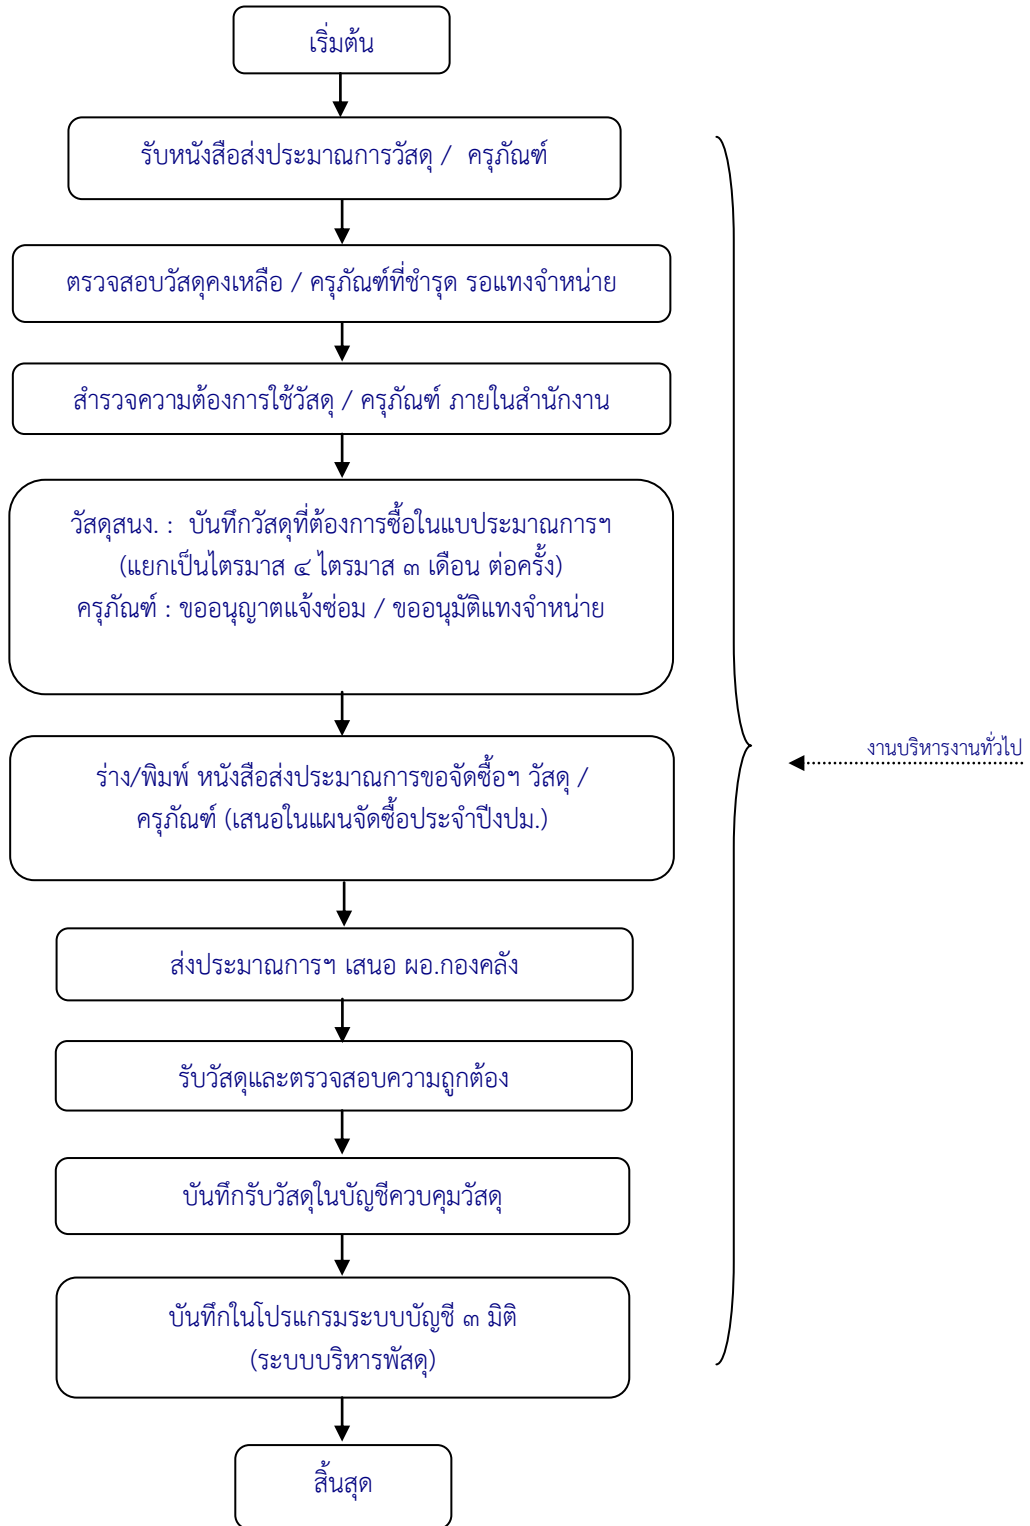 เริ่มต้น
รับหนังสือส่งประมาณการวัสดุ / ครุภัณฑ์
ตรวจสอบวัสดุคงเหลือ / ครุภัณฑ์ที่ชำรุด รอแทงจำหน่าย
สำรวจความต้องการใช้วัสดุ / ครุภัณฑ์ ภายในสำนักงาน
วัสดุสนง. : บันทึกวัสดุที่ต้องการซื้อในแบประมาณการฯ
(แยกเป็นไตรมาส ๔ ไตรมาส ๓ เดือน ต่อครั้ง)
ครุภัณฑ์ : ขออนุญาตแจ้งซ่อม / ขออนุมัติแทงจำหน่าย
งานบริหารงานทั่วไป
ร่าง/พิมพ์ หนังสือส่งประมาณการขอจัดซื้อฯ วัสดุ /
ครุภัณฑ์ (เสนอในแผนจัดซื้อประจำปีงปม.)
ส่งประมาณการฯ เสนอ ผอ.กองคลัง
รับวัสดุและตรวจสอบความถูกต้อง
บันทึกรับวัสดุในบัญชีควบคุมวัสดุ
บันทึกในโปรแกรมระบบบัญชี ๓ มิติ
(ระบบบริหารพัสดุ)
สิ้นสุด